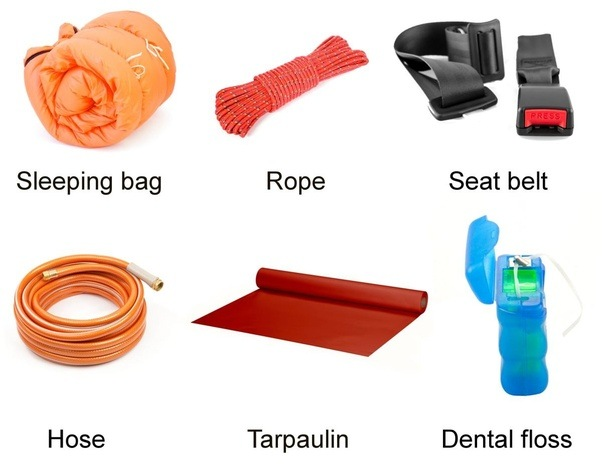 Sleeping bag
Rope
Seat belt
PRESS
Hose
Tarpaulin
Dental floss